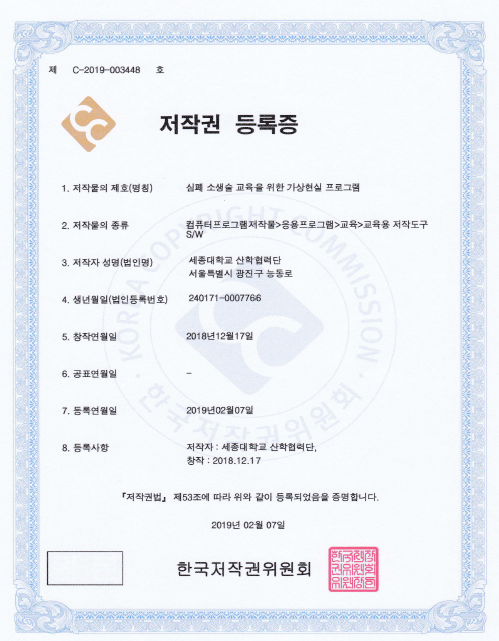 제 C-2019-003448 호
저작권 등록증
1. 저작물의 제호(명칭) 심폐 소생술 교육을 위한 가상현실 프로그램
2. 저작물의 종류 컴퓨터프로그램저작물>응용프로그램>교육>교육용 저작도구
S/W
3. 저작자 성명(법인명) 세종대학교 산학협력단
서울특별시 광진구 능동로
4. 생년월일(법인등록번호) 240171-0007766
5. 창작연월일 2018년12월17일
6. 공표연월일 -
7. 등록연월일 2019년02월07일
8. 등록사항 저작자 : 세종대학교 산학협력단,
창작 : 2018.12.17
『저작권법』 제53조에 따라 위와 같이 등록되었음을 증명합니다.
2019년 02월 07일
한국저작권위원회
KOREA COPYRIGHT COMMISSION
한국저작권위원회